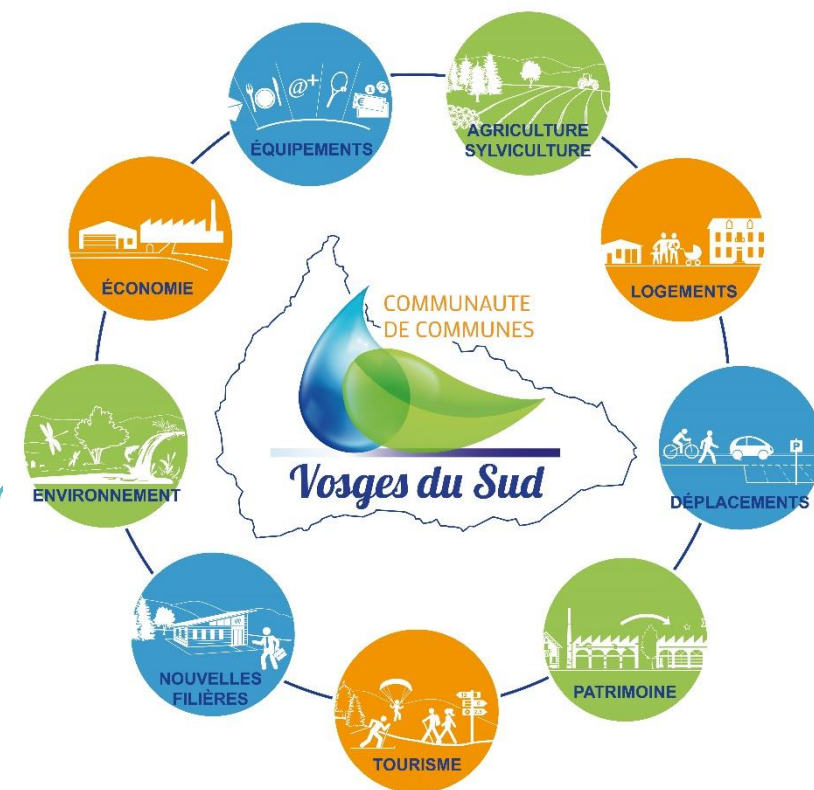 @+
ÉQUIPEMENTS
AGRICULTURE
SYLVICULTURE
ÉCONOMIE
LOGEMENTS
COMMUNAUTE
DE COMMUNES
Vosges du Sud
ENVIRONNEMENT
P
DÉPLACEMENTS
NOUVELLES
FILIÈRES
PATRIMOINE
TOURISME